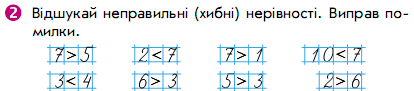 2 Відшукай неправильні (хибні) нерівності. Виправ по-
милки.
7>5 2<7 7>1 10<7
3<4 6>3 5>3 2>6